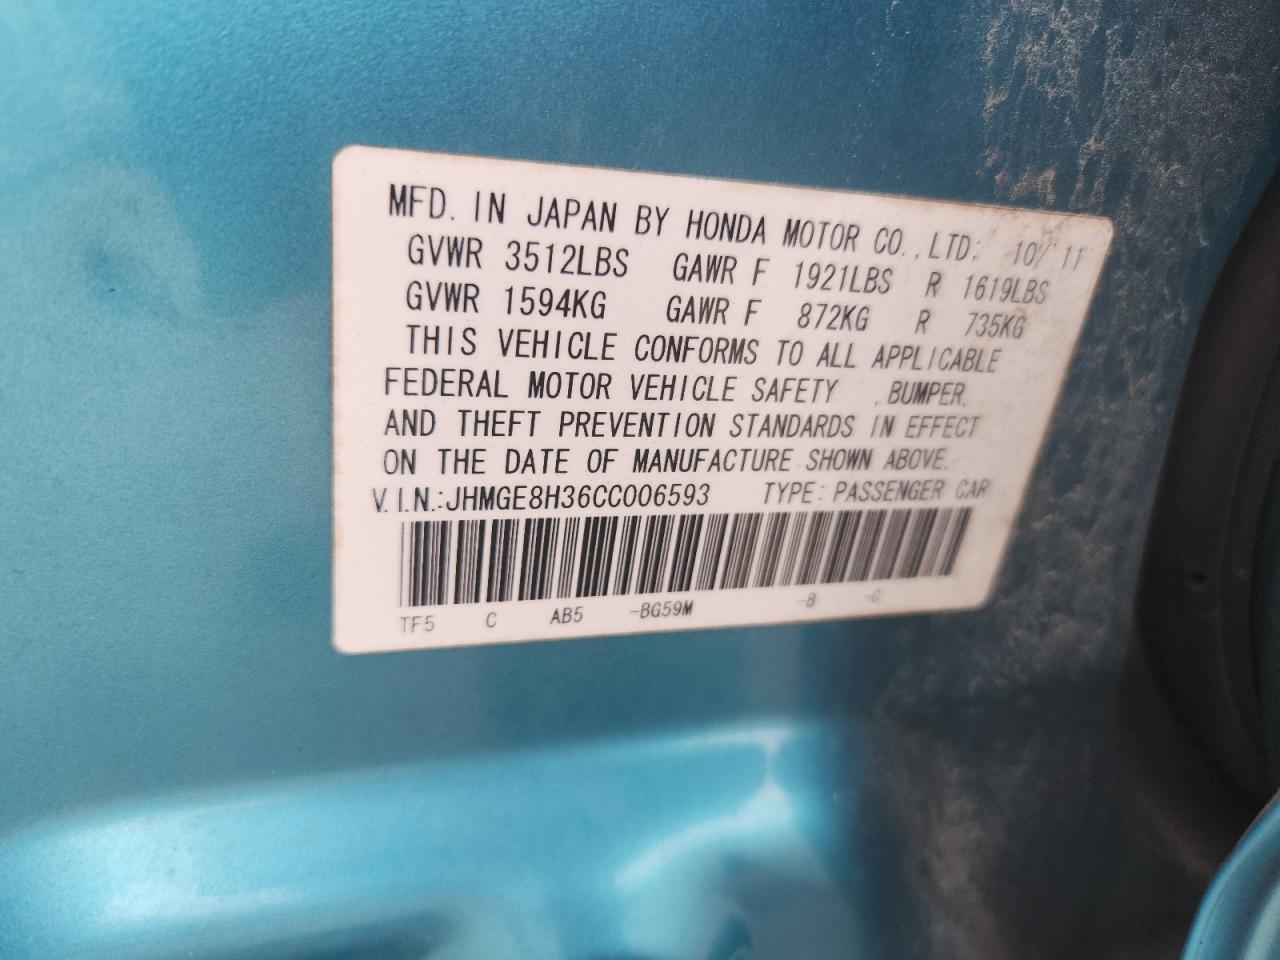 MFD. IN JAPAN BY HONDA MOTOR CO.,LTD: 10/'11
GVWR 3512LBS GAWR F 1921LBS R 1619LBS
GVWR 1594KG GAWR F 872KG R 735KG
THIS VEHICLE CONFORMS TO ALL APPLICABLE
FEDERAL MOTOR VEHICLE SAFETY ,BUMPER,
AND THEFT PREVENTION STANDARDS IN EFFECT
ON THE DATE OF MANUFACTURE SHOWN ABOVE.
V.I.N.:JHMGE8H36CC006593 TYPE:PASSENGER CAR
TF5 C AB5 -BG59M -B -C